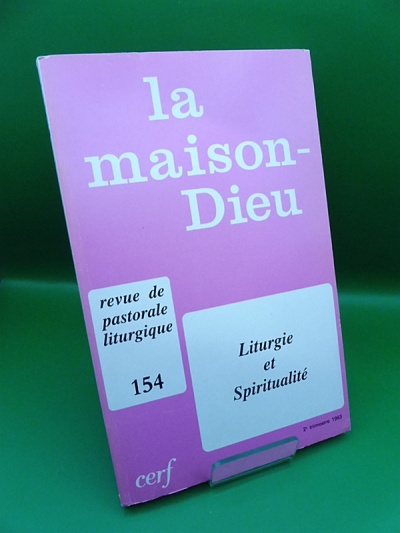 la
maison-
Dieu
revue de
pastorale
liturgique
154
Liturgie
et
Spiritualité
2e trimestre 1983
cerf